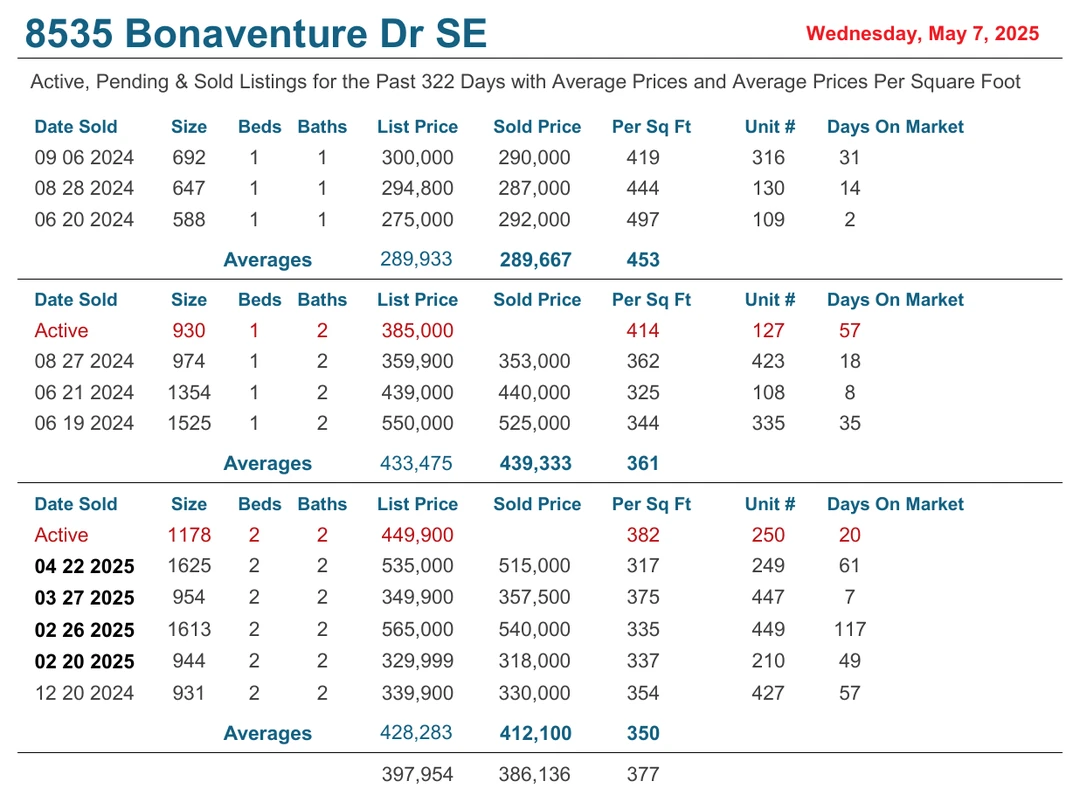 8535 Bonaventure Dr SE Wednesday, May 7, 2025
Active, Pending & Sold Listings for the Past 322 Days with Average Prices and Average Prices Per Square Foot
Date Sold Size Beds Baths List Price Sold Price Per Sq Ft Unit # Days On Market
09 06 2024 692 1 1 300,000 290,000 419 316 31
08 28 2024 647 1 1 294,800 287,000 444 130 14
06 20 2024 588 1 1 275,000 292,000 497 109 2
Averages 289,933 289,667 453
Date Sold Size Beds Baths List Price Sold Price Per Sq Ft Unit # Days On Market
Active 930 1 2 385,000 414 127 57
08 27 2024 974 1 2 359,900 353,000 362 423 18
06 21 2024 1354 1 2 439,000 440,000 325 108 8
06 19 2024 1525 1 2 550,000 525,000 344 335 35
Averages 433,475 439,333 361
Date Sold Size Beds Baths List Price Sold Price Per Sq Ft Unit # Days On Market
Active 1178 2 2 449,900 382 250 20
04 22 2025 1625 2 2 535,000 515,000 317 249 61
03 27 2025 954 2 2 349,900 357,500 375 447 7
02 26 2025 1613 2 2 565,000 540,000 335 449 117
02 20 2025 944 2 2 329,999 318,000 337 210 49
12 20 2024 931 2 2 339,900 330,000 354 427 57
Averages 428,283 412,100 350
397,954 386,136 377